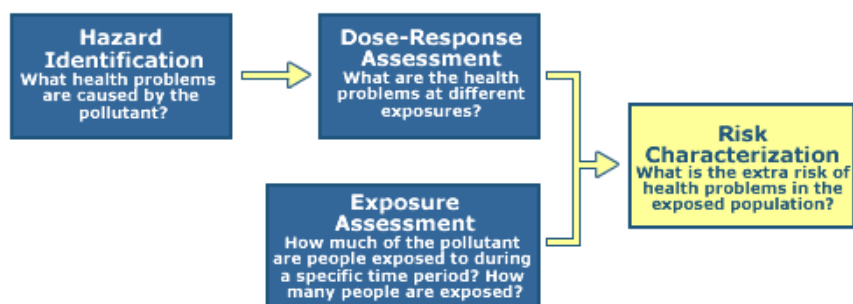 Hazard
Identification
What health problems
are caused by the
pollutant?
Dose-Response
Assessment
What are the health
problems at different
exposures?
Exposure
Assessment
How much of the pollutant
are people exposed to during
a specific time period? How
many people are exposed?
Risk
Characterization
What is the extra risk of
health problems in the
exposed population?